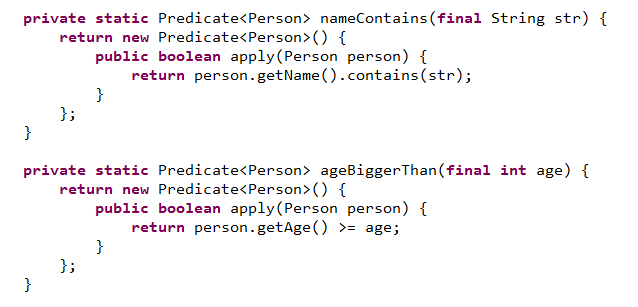 private static Predicate<Person> nameContains(final String str) {
    return new Predicate<Person>() {
        public boolean apply(Person person) {
            return person.getName().contains(str);
        }
    };
}

private static Predicate<Person> ageBiggerThan(final int age) {
    return new Predicate<Person>() {
        public boolean apply(Person person) {
            return person.getAge() >= age;
        }
    };
}